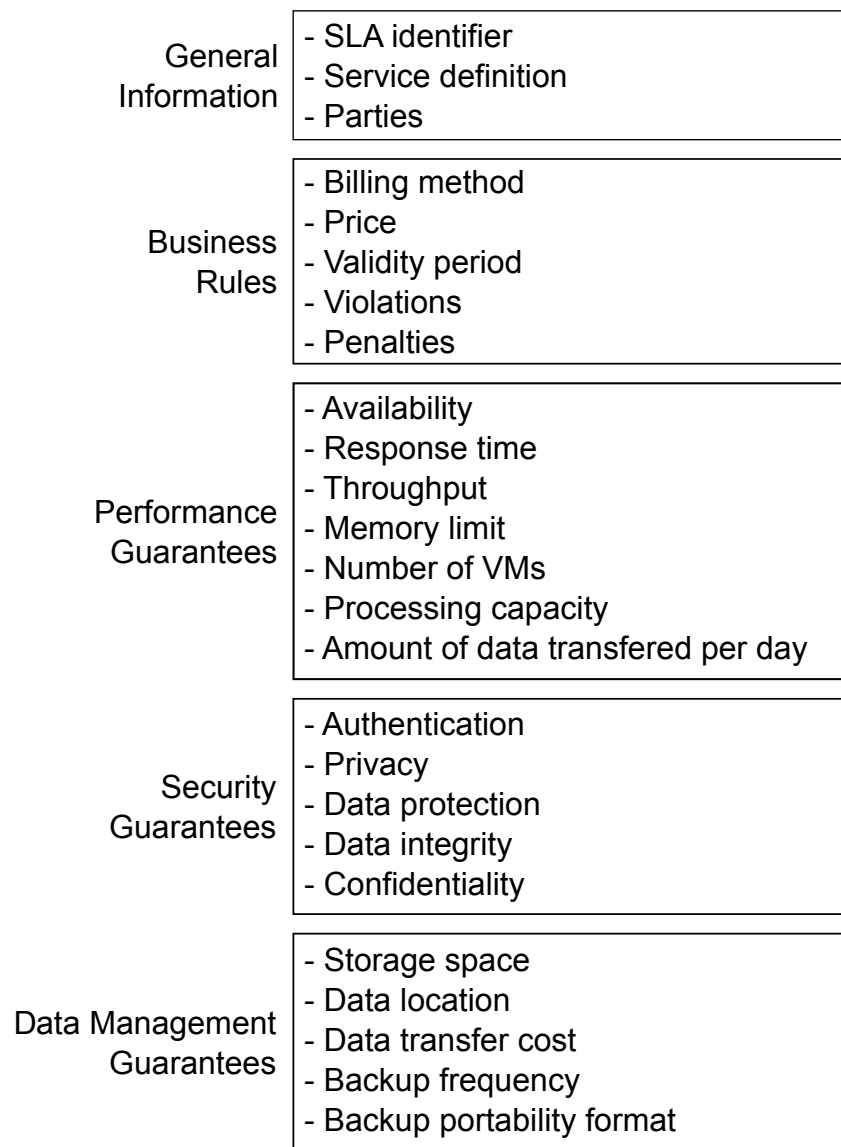 General
Information
- SLA identifier
- Service definition
- Parties
Business
Rules
- Billing method
- Price
- Validity period
- Violations
- Penalties
Performance
Guarantees
- Availability
- Response time
- Throughput
- Memory limit
- Number of VMs
- Processing capacity
- Amount of data transfered per day
Security
Guarantees
- Authentication
- Privacy
- Data protection
- Data integrity
- Confidentiality
Data Management
Guarantees
- Storage space
- Data location
- Data transfer cost
- Backup frequency
- Backup portability format